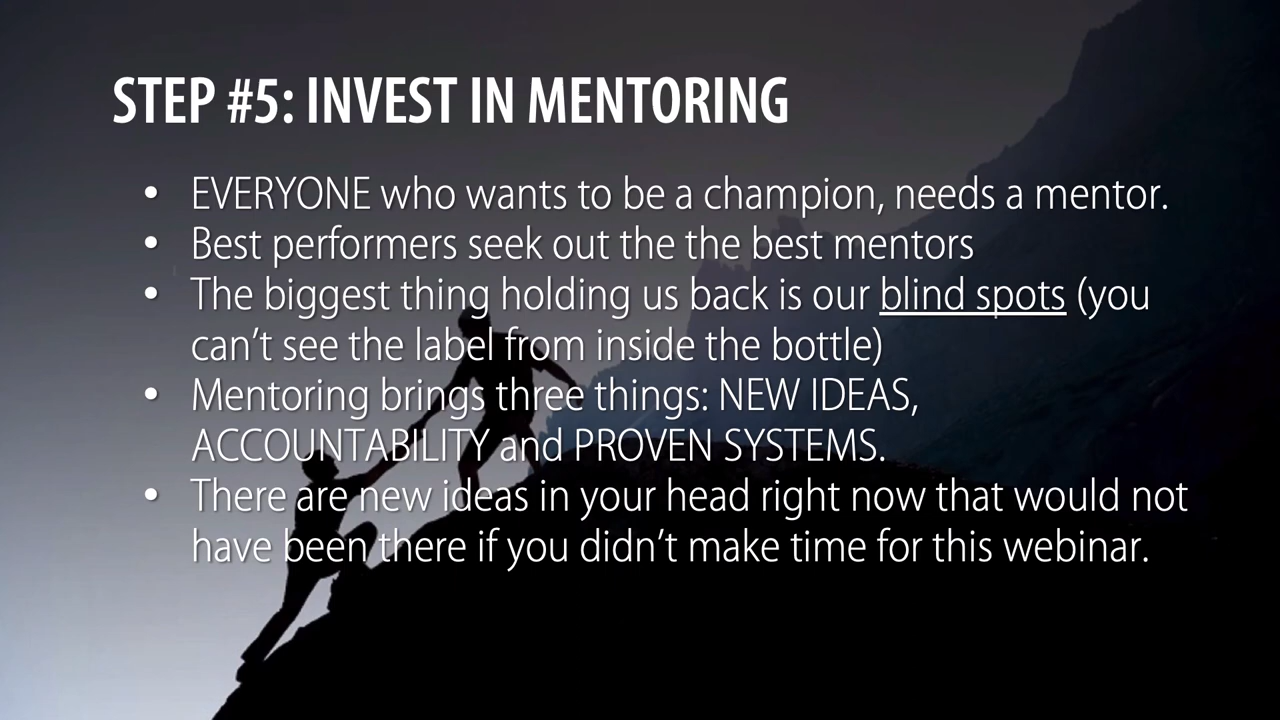 STEP #5: INVEST IN MENTORING
• EVERYONE who wants to be a champion, needs a mentor.
• Best performers seek out the the best mentors
• The biggest thing holding us back is our blind spots (you
can't see the label from inside the bottle)
• Mentoring brings three things: NEW IDEAS,
ACCOUNTABILITY and PROVEN SYSTEMS.
• There are new ideas in your head right now that would not
have been there if you didn't make time for this webinar.